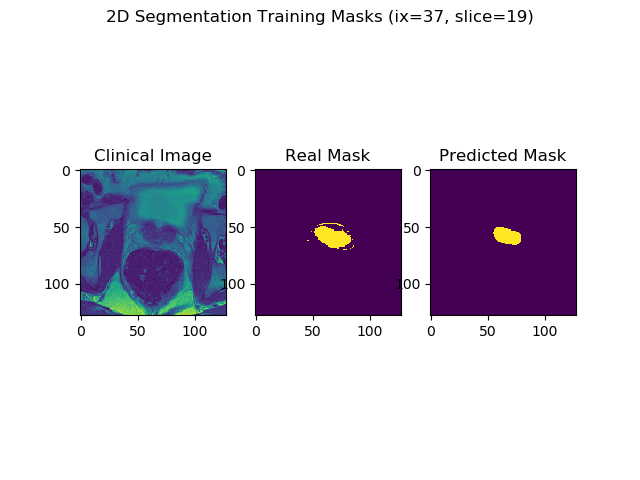 2D Segmentation Training Masks (ix=37, slice=19)
Clinical Image Real Mask Predicted Mask
0 0 0
50 50 50
100 100 100
0 50 100 0 50 100 0 50 100